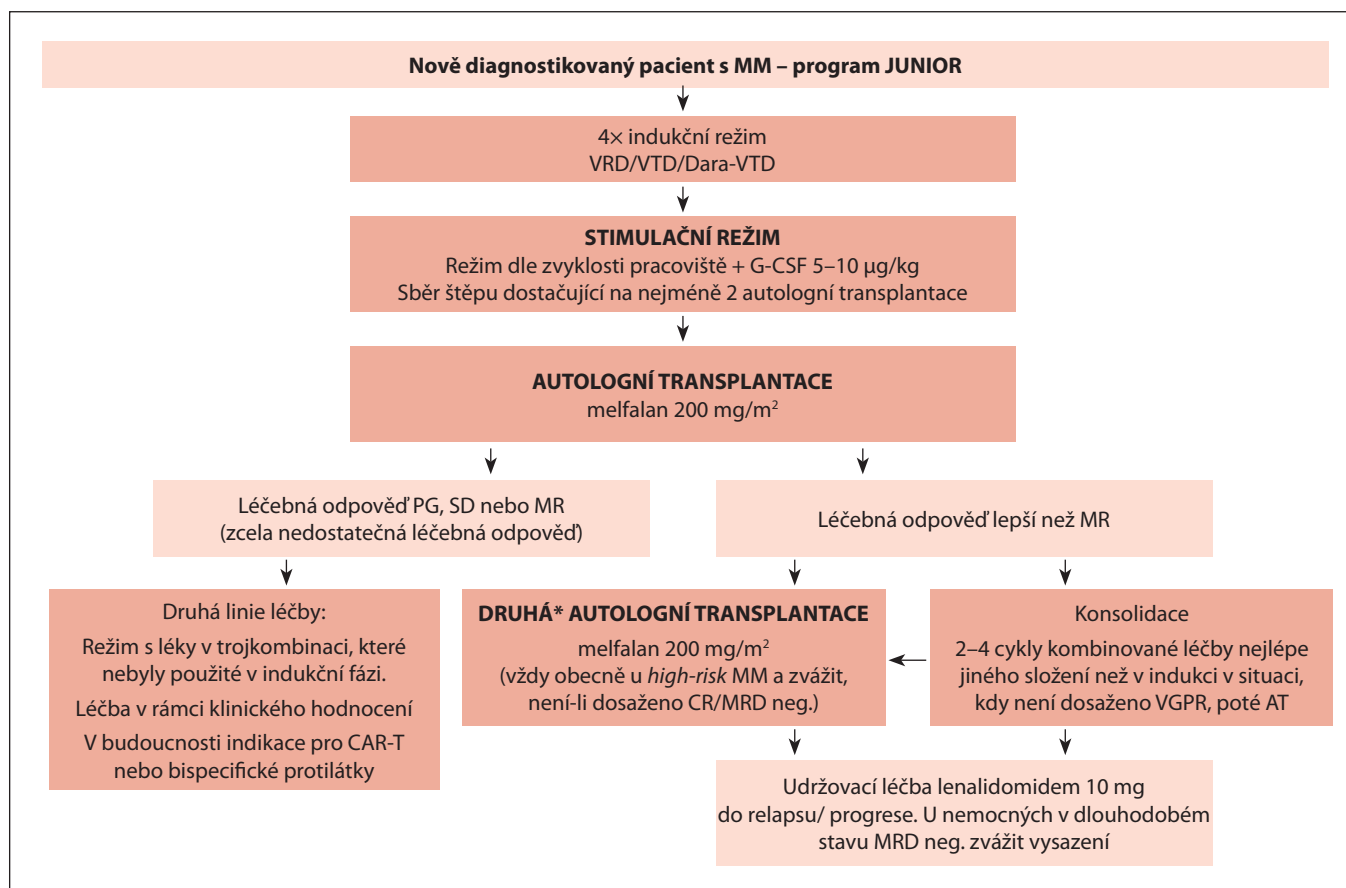 Nově diagnostikovaný pacient s MM – program JUNIOR
4× indukční režim
VRD/VTD/Dara-VTD
STIMULAČNÍ REŽIM
Režim dle zvyklosti pracoviště + G-CSF 5–10 µg/kg
Sběr štěpu dostačující na nejméně 2 autologní transplantace
AUTOLOGNÍ TRANSPLANTACE
melfalan 200 mg/m²
Léčebná odpověď PG, SD nebo MR
(zcela nedostatečná léčebná odpověď)
Léčebná odpověď lepší než MR
Druhá linie léčby:
Režim s léky v trojkombinaci, které
nebyly použité v indukční fázi.
Léčba v rámci klinického hodnocení
V budoucnosti indikace pro CAR-T
nebo bispecifické protilátky
DRUHÁ* AUTOLOGNÍ TRANSPLANTACE
melfalan 200 mg/m²
(vždy obecně u high-risk MM a zvážit,
není-li dosaženo CR/MRD neg.)
Konsolidace
2–4 cykly kombinované léčby nejlépe
jiného složení než v indukci v situaci,
kdy není dosaženo VGPR, poté AT
Udržovací léčba lenalidomidem 10 mg
do relapsu/ progrese. U nemocných v dlouhodobém
stavu MRD neg. zvážit vysazení